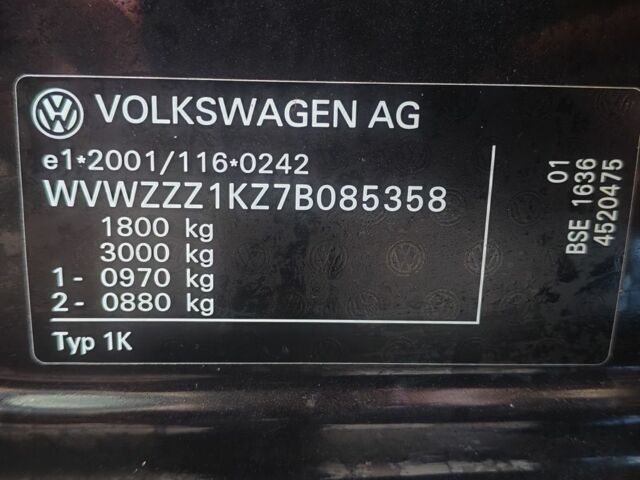 VOLKSWAGEN AG
e1*2001/116*0242
WVWZZZ1KZ7B085358
1800 kg
3000 kg
1- 0970 kg
2- 0880 kg
Typ 1K
01
BSE 1636
4520475